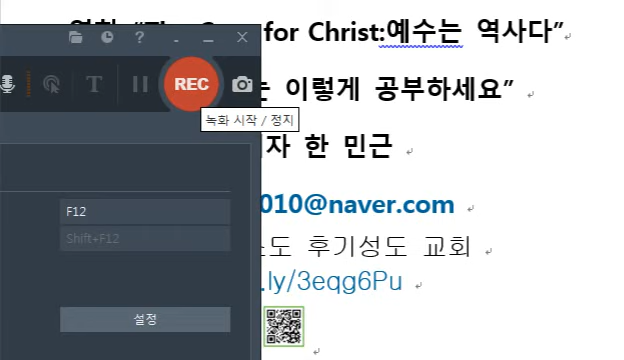 for Christ:예수는 역사다”
이렇게 공부하세요”
REC
녹화 시작 / 정지
자 한 민근
F12
010@naver.com
Shift+F12
후기성도 교회
.ly/3eqg6Pu
설정